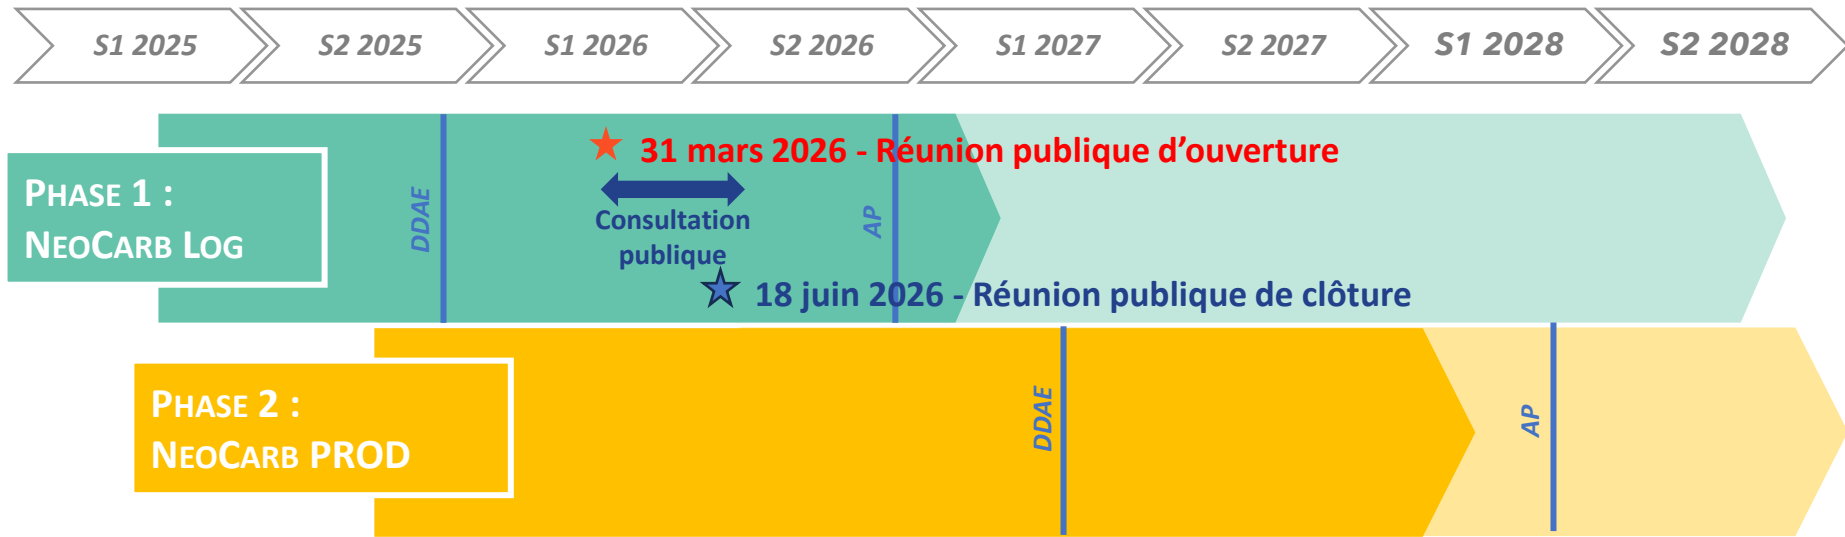 S1 2025
S2 2025
S1 2026
S2 2026
S1 2027
S2 2027
S1 2028
S2 2028
PHASE 1 :
NEOCARB LOG
DDAE
31 mars 2026 - Réunion publique d’ouverture
Consultation
publique
AP
18 juin 2026 - Réunion publique de clôture
PHASE 2 :
NEOCARB PROD
DDAE
AP